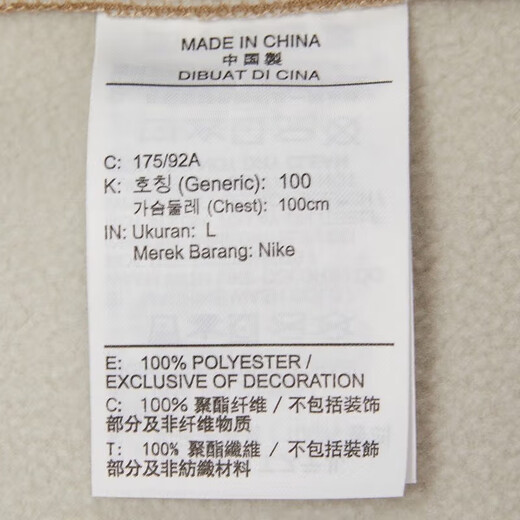 MADE IN CHINA
中国製
DIBUAT DI CINA
C: 175/92A
K: 호칭 (Generic): 100
가슴둘레 (Chest): 100cm
IN: Ukuran: L
Merek Barang: Nike
E: 100% POLYESTER /
EXCLUSIVE OF DECORATION
C: 100% 聚酯纤维 / 不包括装饰
部分及非纤维物质
T: 100% 聚酯纖維 / 不包括裝飾
部分及非紡織材料